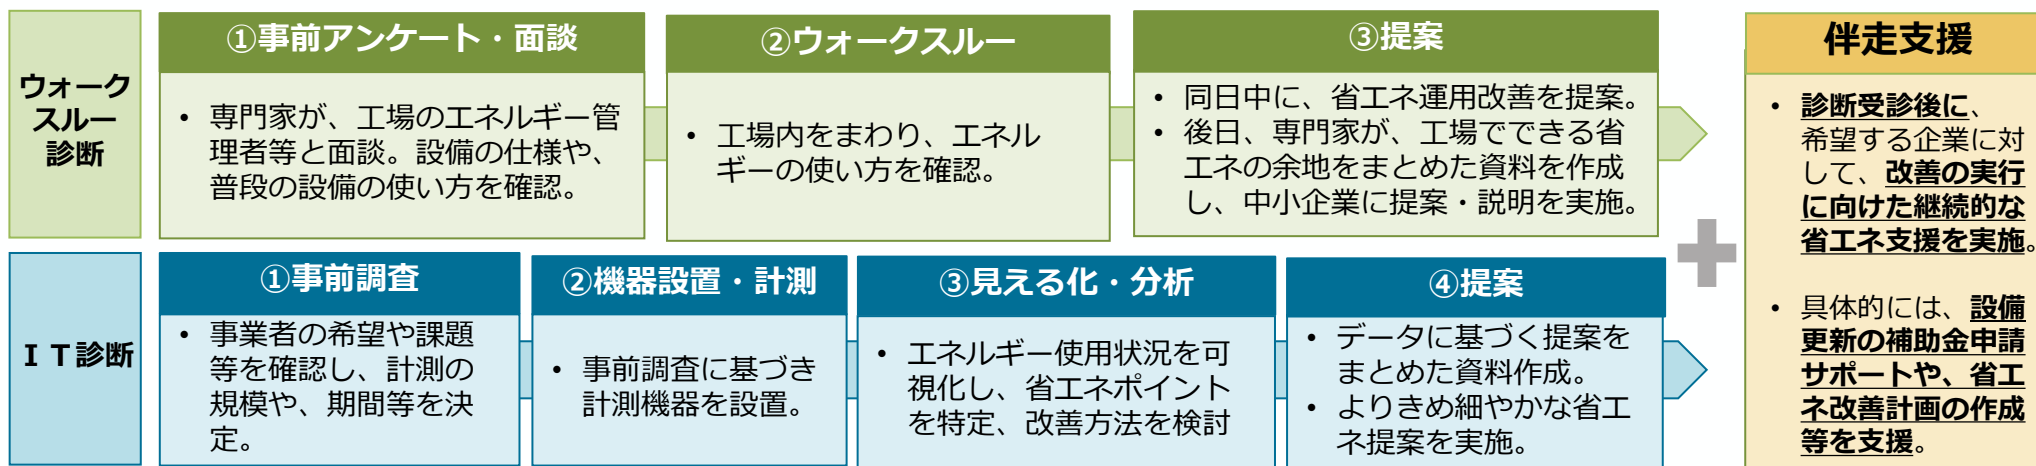 ウォーク
スルー
診断
①事前アンケート・面談
• 専門家が、工場のエネルギー管
理者等と面談。設備の仕様や、
普段の設備の使い方を確認。
②ウォークスルー
• 工場内をまわり、エネル
ギーの使い方を確認。
③提案
• 同日中に、省エネ運用改善を提案。
• 後日、専門家が、工場でできる省
エネの余地をまとめた資料を作成
し、中小企業に提案・説明を実施。
ＩＴ診断
①事前調査
• 事業者の希望や課題
等を確認し、計測の
規模や、期間等を決
定。
②機器設置・計測
• 事前調査に基づき
計測機器を設置。
③見える化・分析
• エネルギー使用状況を可
視化し、省エネポイント
を特定、改善方法を検討
④提案
• データに基づく提案を
まとめた資料作成。
• よりきめ細やかな省エ
ネ提案を実施。
伴走支援
• 診断受診後に、
希望する企業に対
して、改善の実行
に向けた継続的な
省エネ支援を実施。
• 具体的には、設備
更新の補助金申請
サポートや、省エ
ネ改善計画の作成
等を支援。